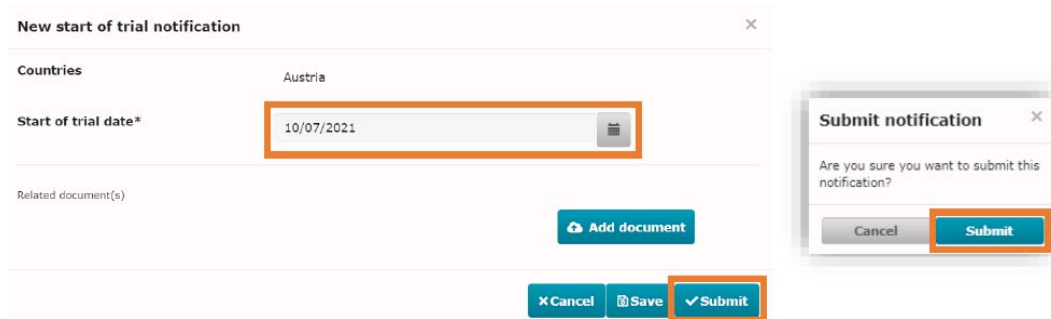 New start of trial notification
Countries
Austria
Start of trial date*
10/07/2021
Related document(s)
Add document
Cancel
Save
Submit
Submit notification
Are you sure you want to submit this
notification?
Cancel
Submit